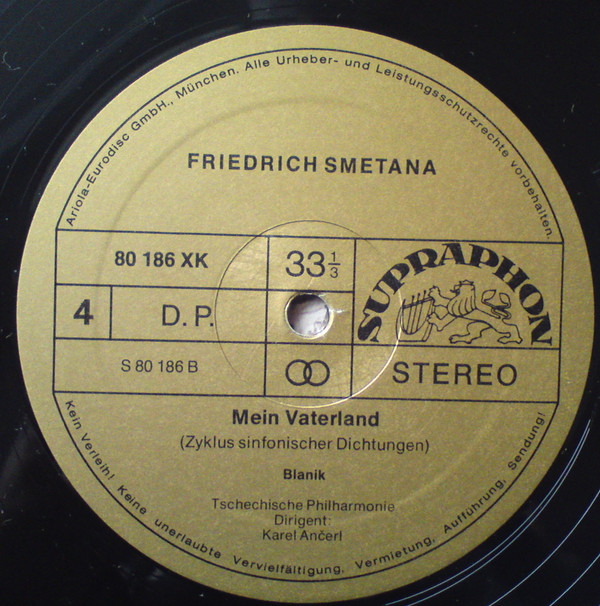 Ariola-Eurodisc GmbH., München. Alle Urheber- und Leistungsschutzrechte vorbehalten.
FRIEDRICH SMETANA
80 186 XK
33 1/3
SUPRAPHON
4
D.P.
S 80 186 B
STEREO
Mein Vaterland
(Zyklus sinfonischer Dichtungen)
Blanik
Tschechische Philharmonie
Dirigent:
Karel Ančerl
Kein Verleih! Keine unerlaubte Vervielfältigung, Vermietung, Aufführung, Sendung!